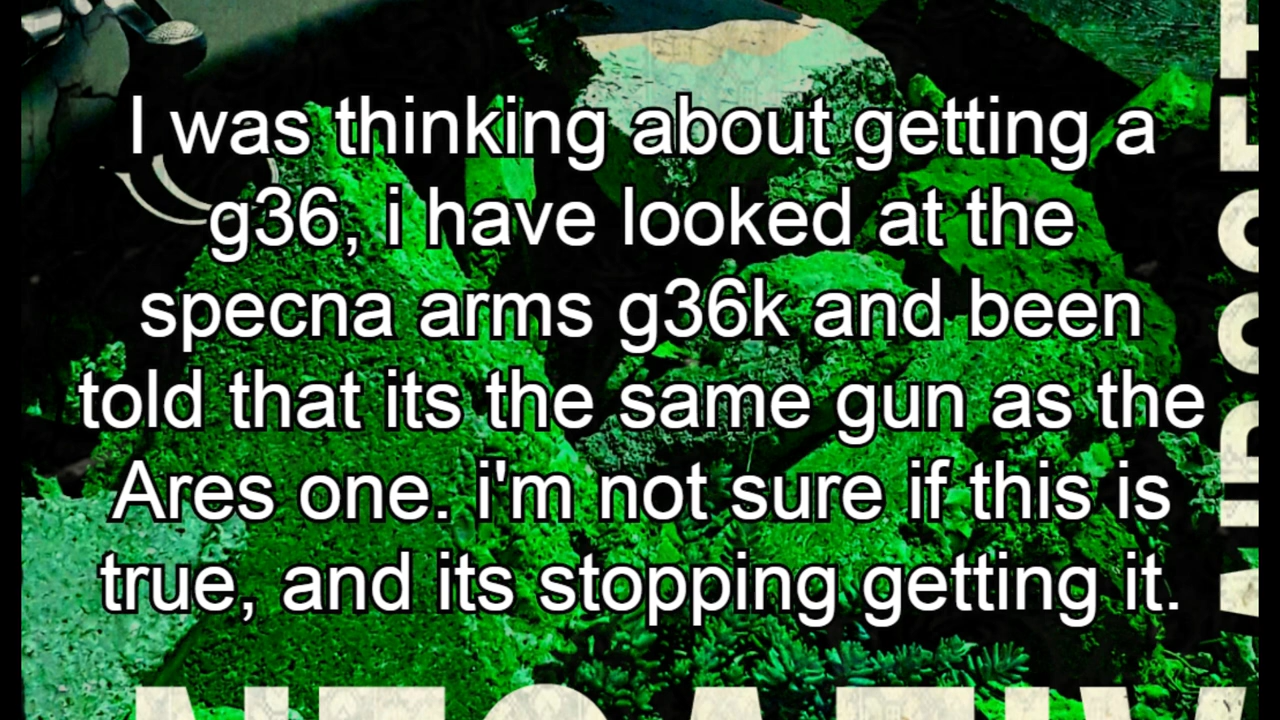 I was thinking about getting a
g36, i have looked at the
specna arms g36k and been
told that its the same gun as the
Ares one. i'm not sure if this is
true, and its stopping getting it.